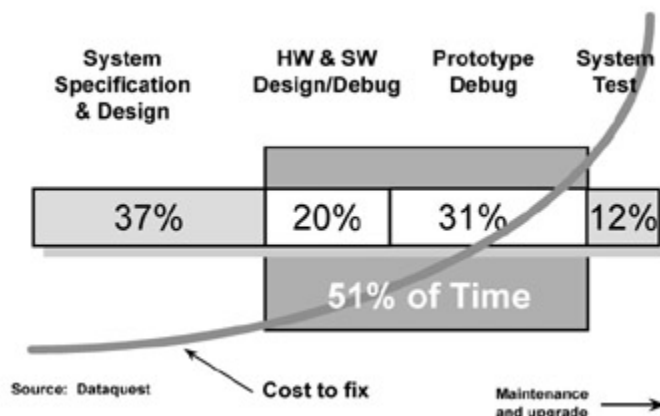 System
Specification
& Design
HW & SW
Design/Debug
Prototype
Debug
System
Test
37%
20%
31%
12%
51% of Time
Source: Dataquest
Cost to fix
Maintenance
and upgrade